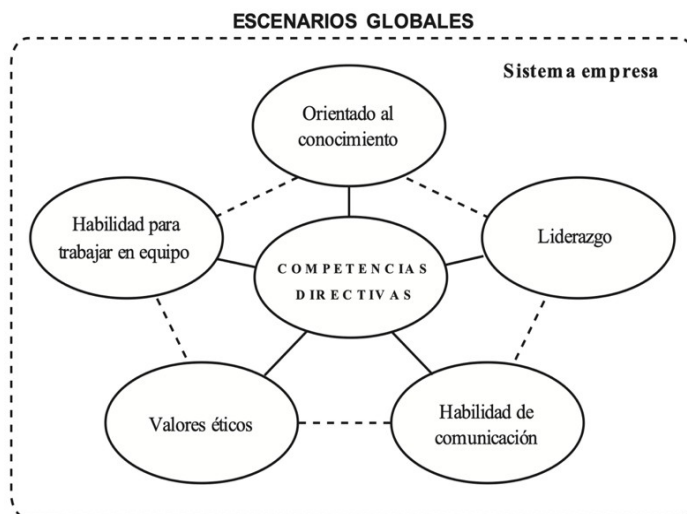 ESCENARIOS GLOBALES
Sistema empresa
Orientado al
conocimiento
Habilidad para
trabajar en equipo
Liderazgo
COMPETENCIAS
DIRECTIVAS
Valores éticos
Habilidad de
comunicación